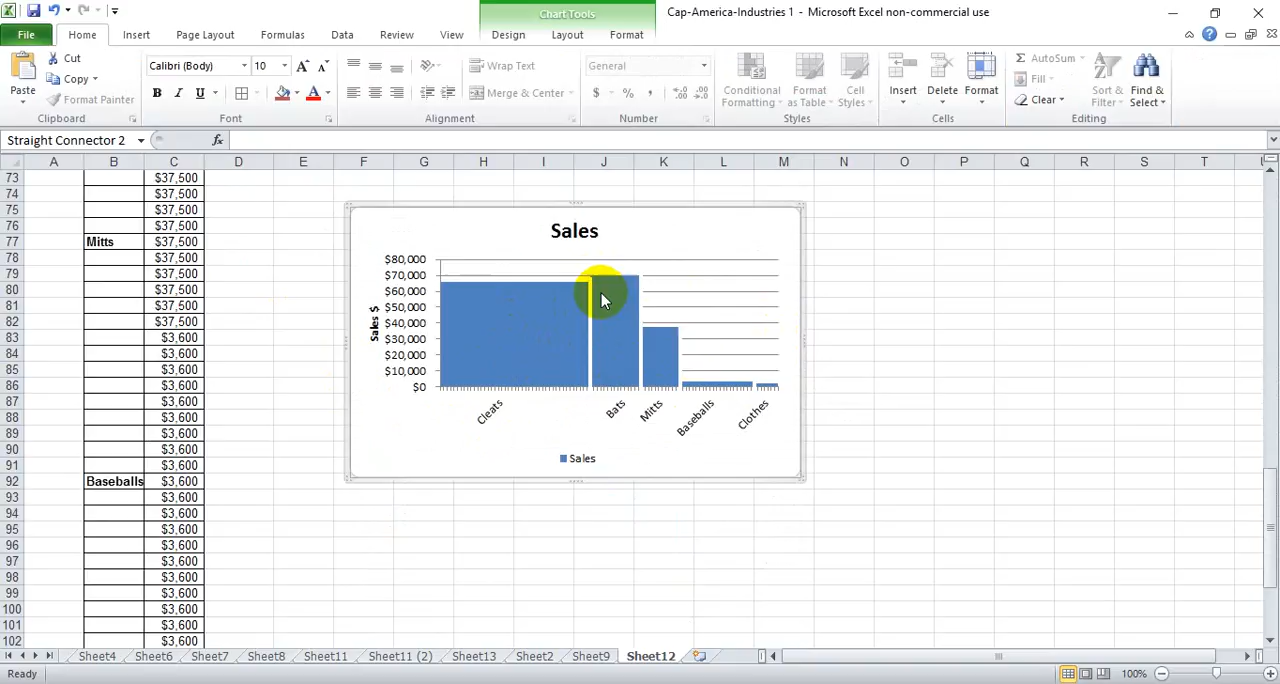 Chart Tools
Cap-America-Industries 1 - Microsoft Excel non-commercial use
File Home Insert Page Layout Formulas Data Review View Design Layout Format
Paste
Cut
Copy
Format Painter
Clipboard
Calibri (Body) 10
B I U
Font
Wrap Text
Merge & Center
Alignment
General
$ % ,
Number
Conditional Formatting
Format as Table
Cell Styles
Styles
Insert Delete Format
Cells
AutoSum
Fill
Clear
Sort & Filter
Find & Select
Editing
Straight Connector 2 fx
A B C D E F G H I J K L M N O P Q R S T
73 $37,500
74 $37,500
75 $37,500
76 $37,500
77 Mitts $37,500
78 $37,500
79 $37,500
80 $37,500
81 $37,500
82 $37,500
83 $3,600
84 $3,600
85 $3,600
86 $3,600
87 $3,600
88 $3,600
89 $3,600
90 $3,600
91 $3,600
92 Baseballs $3,600
93 $3,600
94 $3,600
95 $3,600
96 $3,600
97 $3,600
98 $3,600
99 $3,600
100 $3,600
101 $3,600
102 $3,600
Sales
Sales $
$80,000
$70,000
$60,000
$50,000
$40,000
$30,000
$20,000
$10,000
$0
Cleats Bats Mitts Baseballs Clothes
Sales
Sheet4 Sheet6 Sheet7 Sheet8 Sheet11 Sheet11 (2) Sheet13 Sheet2 Sheet9 Sheet12
Ready 100%